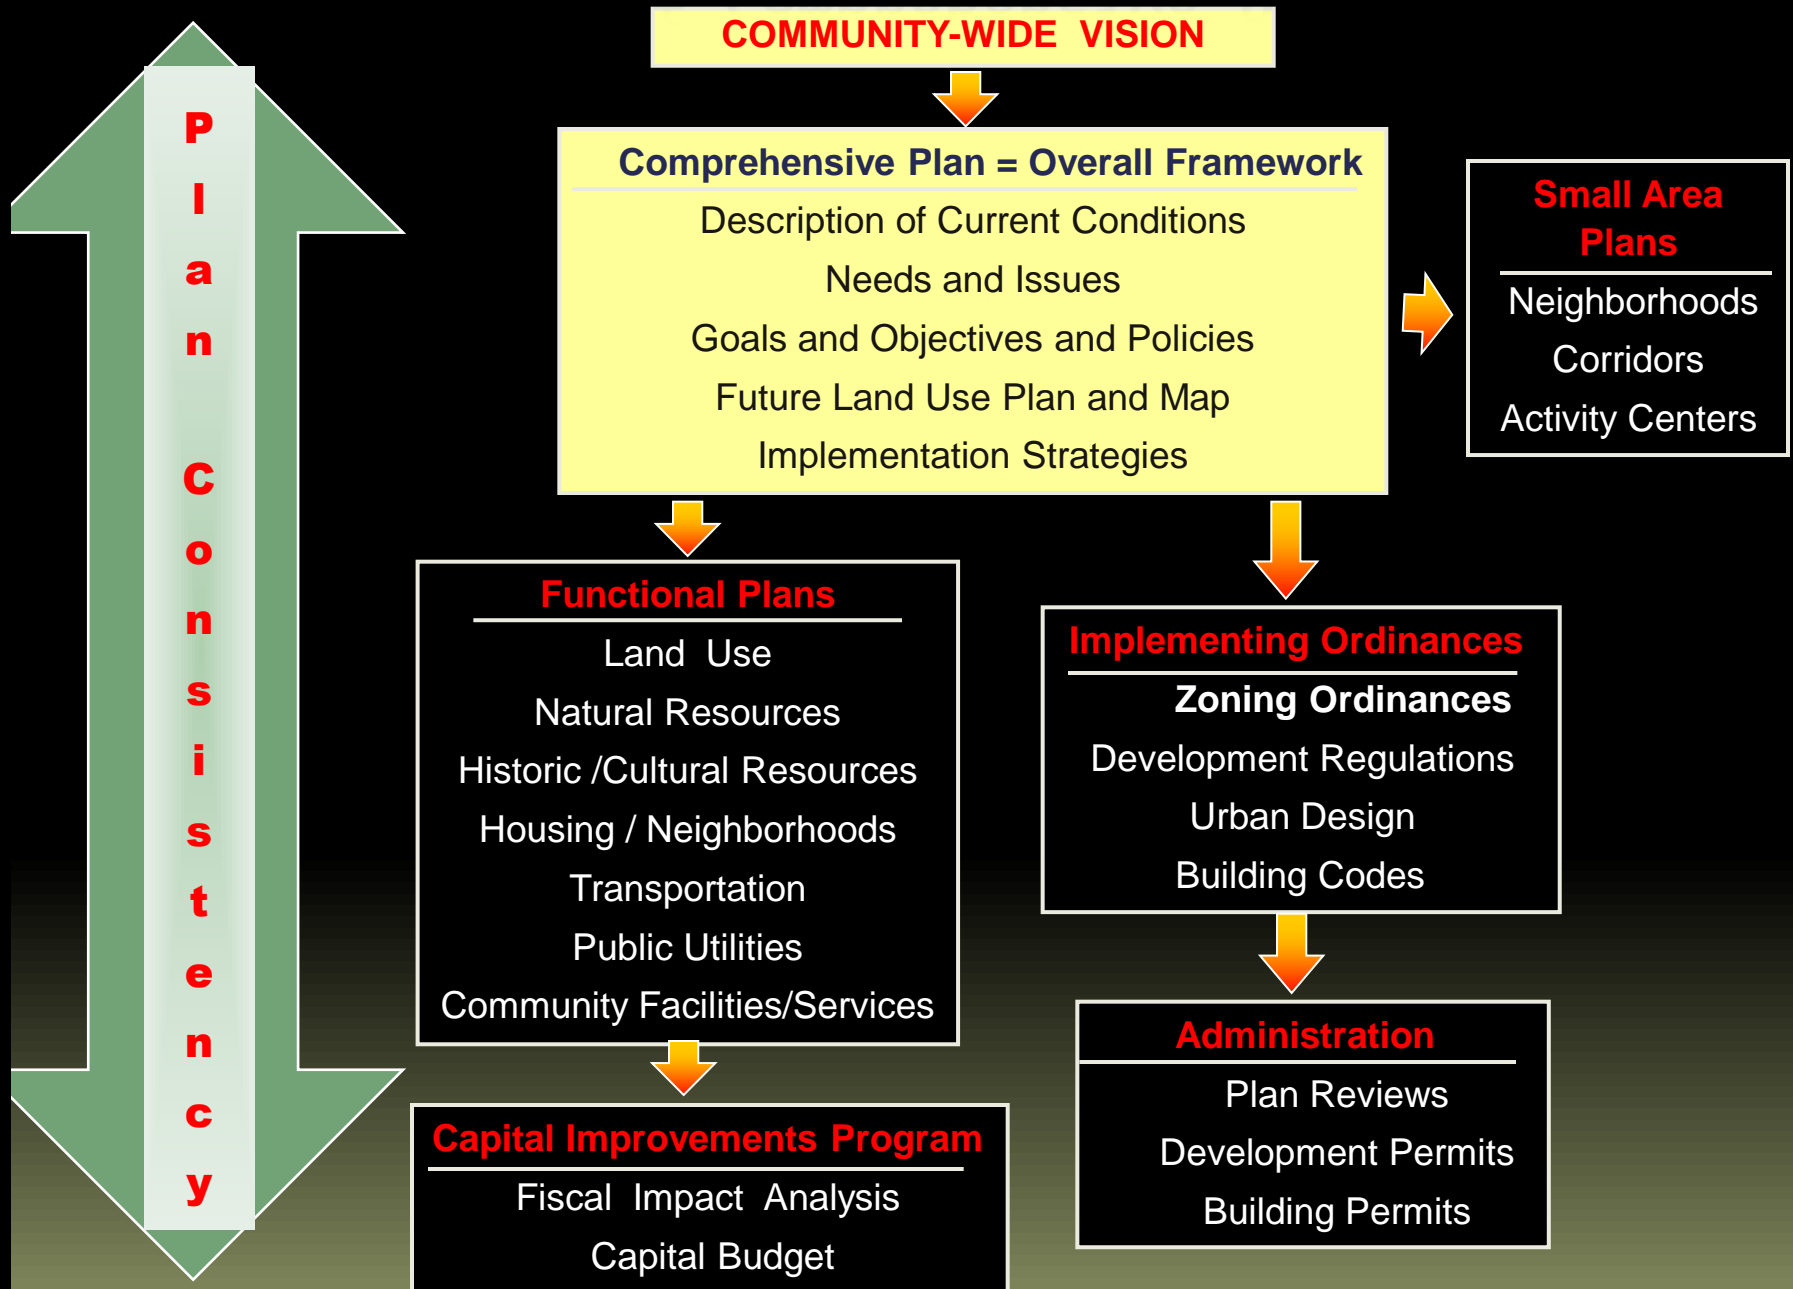 COMMUNITY-WIDE VISION
Plan Consistency
Comprehensive Plan = Overall Framework
Description of Current Conditions
Needs and Issues
Goals and Objectives and Policies
Future Land Use Plan and Map
Implementation Strategies
Small Area
Plans
Neighborhoods
Corridors
Activity Centers
Functional Plans
Land Use
Natural Resources
Historic /Cultural Resources
Housing / Neighborhoods
Transportation
Public Utilities
Community Facilities/Services
Implementing Ordinances
Zoning Ordinances
Development Regulations
Urban Design
Building Codes
Capital Improvements Program
Fiscal Impact Analysis
Capital Budget
Administration
Plan Reviews
Development Permits
Building Permits